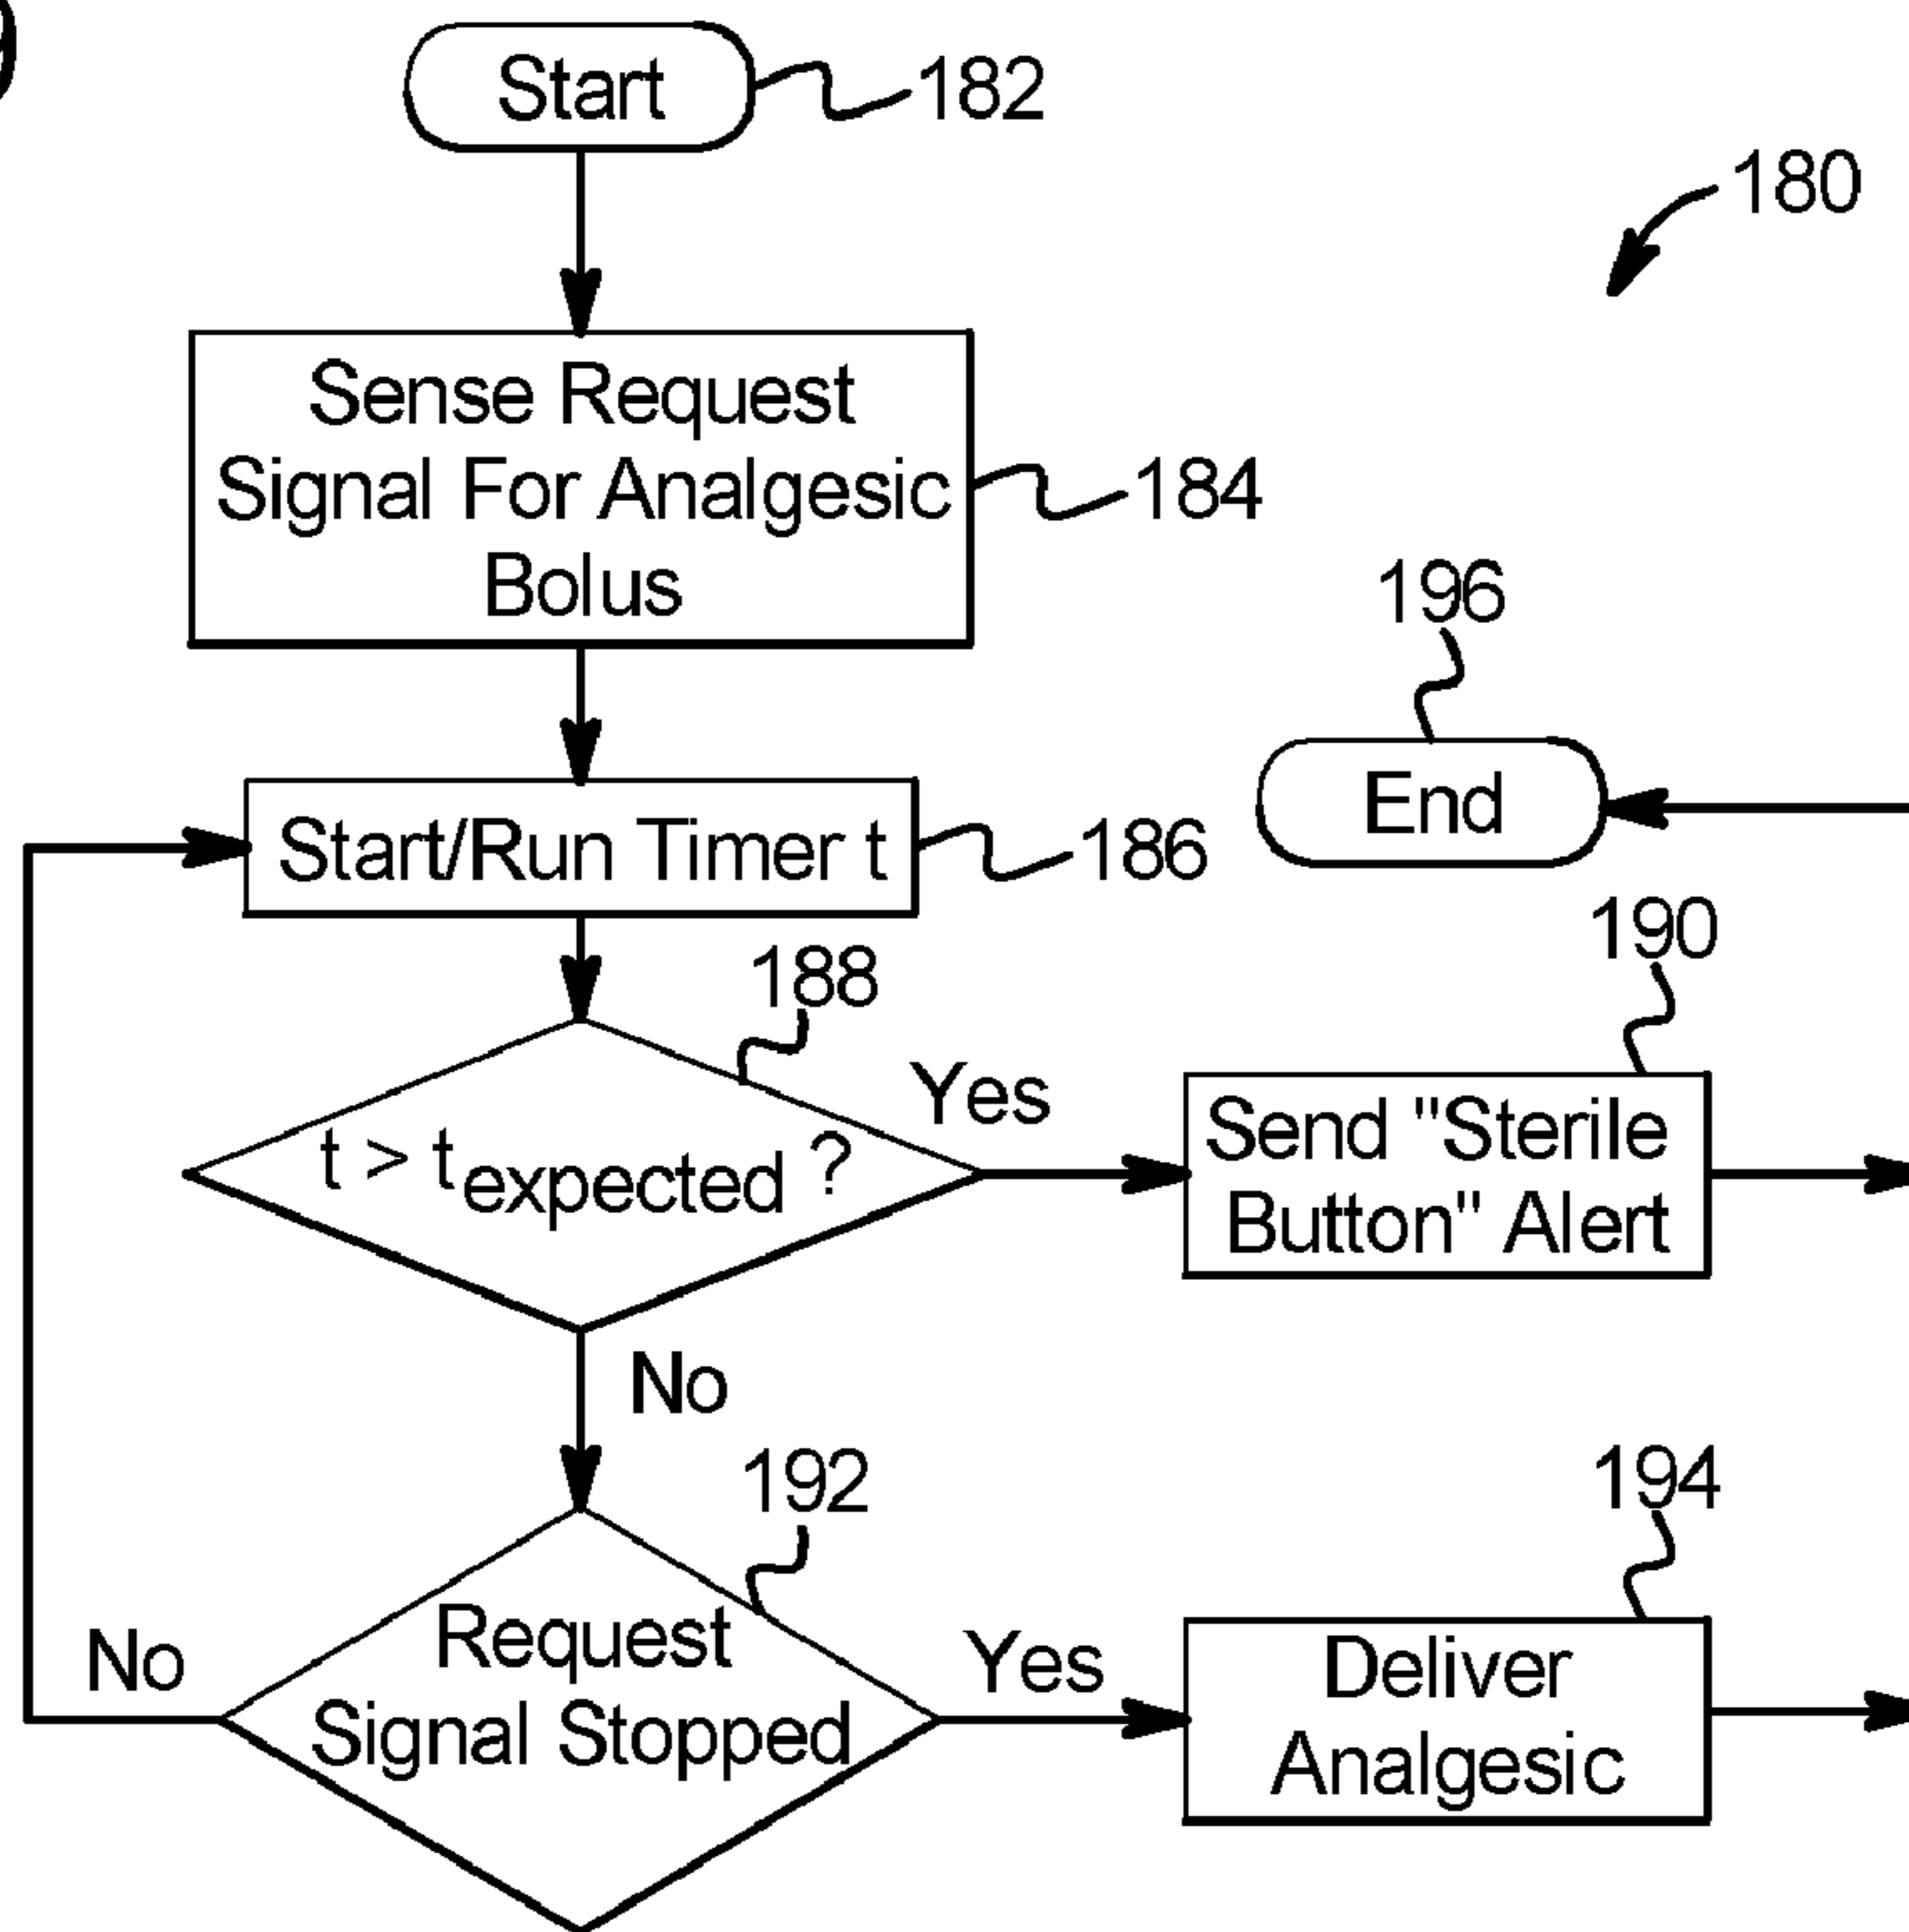 Start
182
180
Sense Request
Signal For Analgesic
Bolus
184
196
End
Start/Run Timer t
186
190
188
t > t expected ?
Yes
Send "Sterile
Button" Alert
No
192
194
Request
Signal Stopped
No
Yes
Deliver
Analgesic